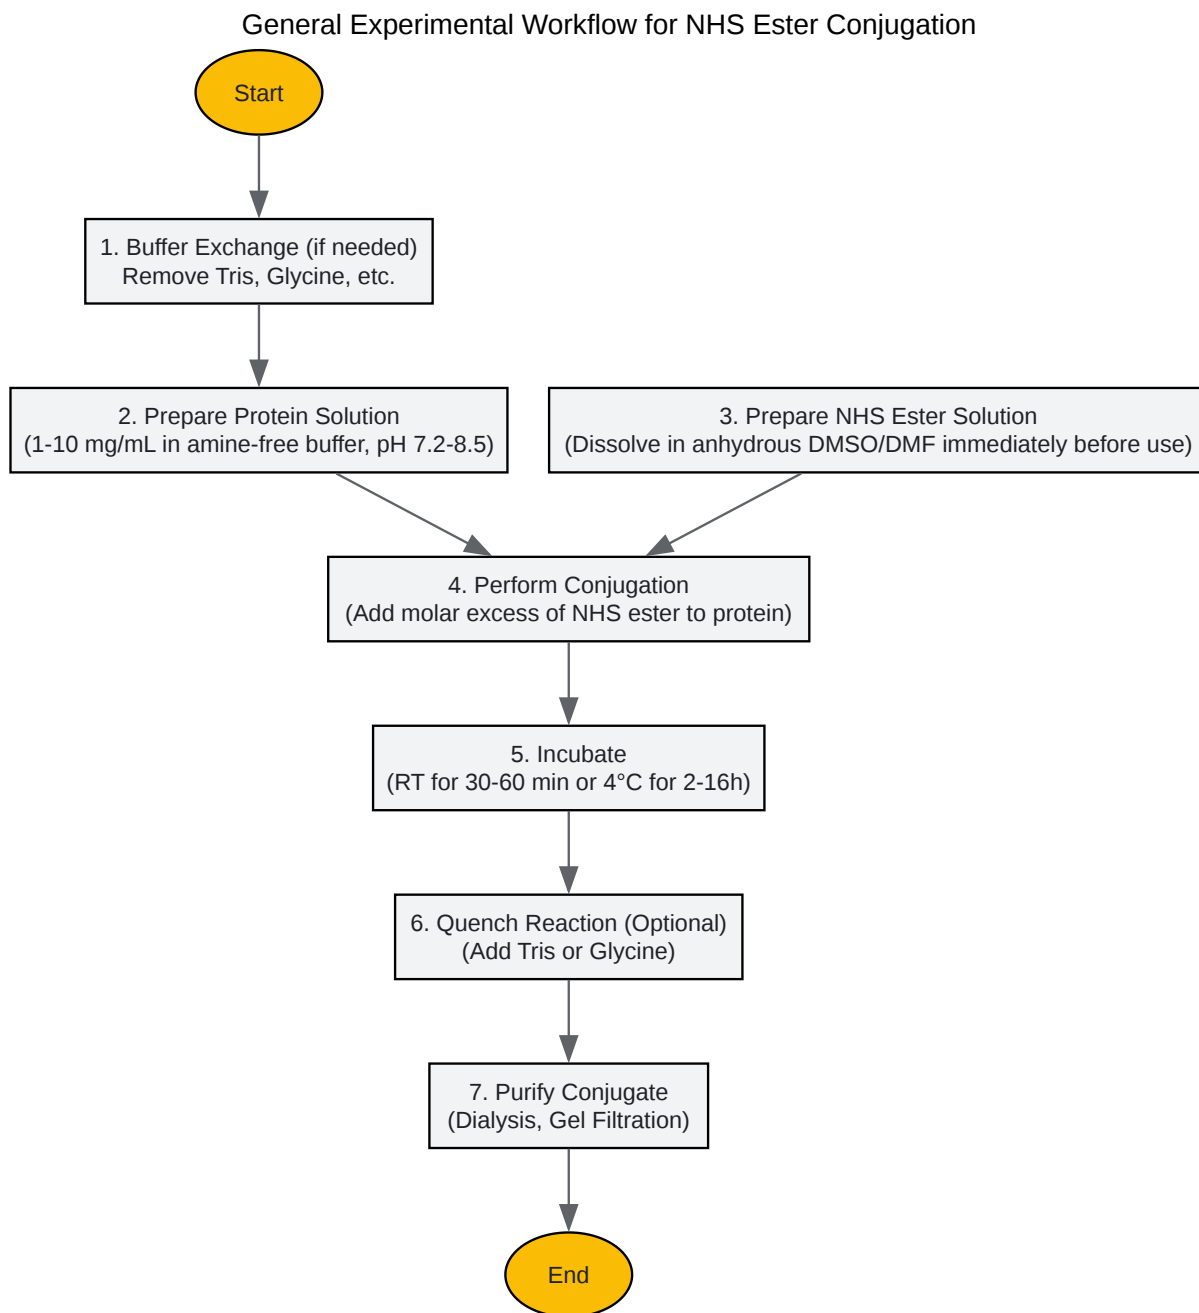 General Experimental Workflow for NHS Ester Conjugation
Start
1. Buffer Exchange (if needed)
Remove Tris, Glycine, etc.
2. Prepare Protein Solution
(1-10 mg/mL in amine-free buffer, pH 7.2-8.5)
3. Prepare NHS Ester Solution
(Dissolve in anhydrous DMSO/DMF immediately before use)
4. Perform Conjugation
(Add molar excess of NHS ester to protein)
5. Incubate
(RT for 30-60 min or 4°C for 2-16h)
6. Quench Reaction (Optional)
(Add Tris or Glycine)
7. Purify Conjugate
(Dialysis, Gel Filtration)
End